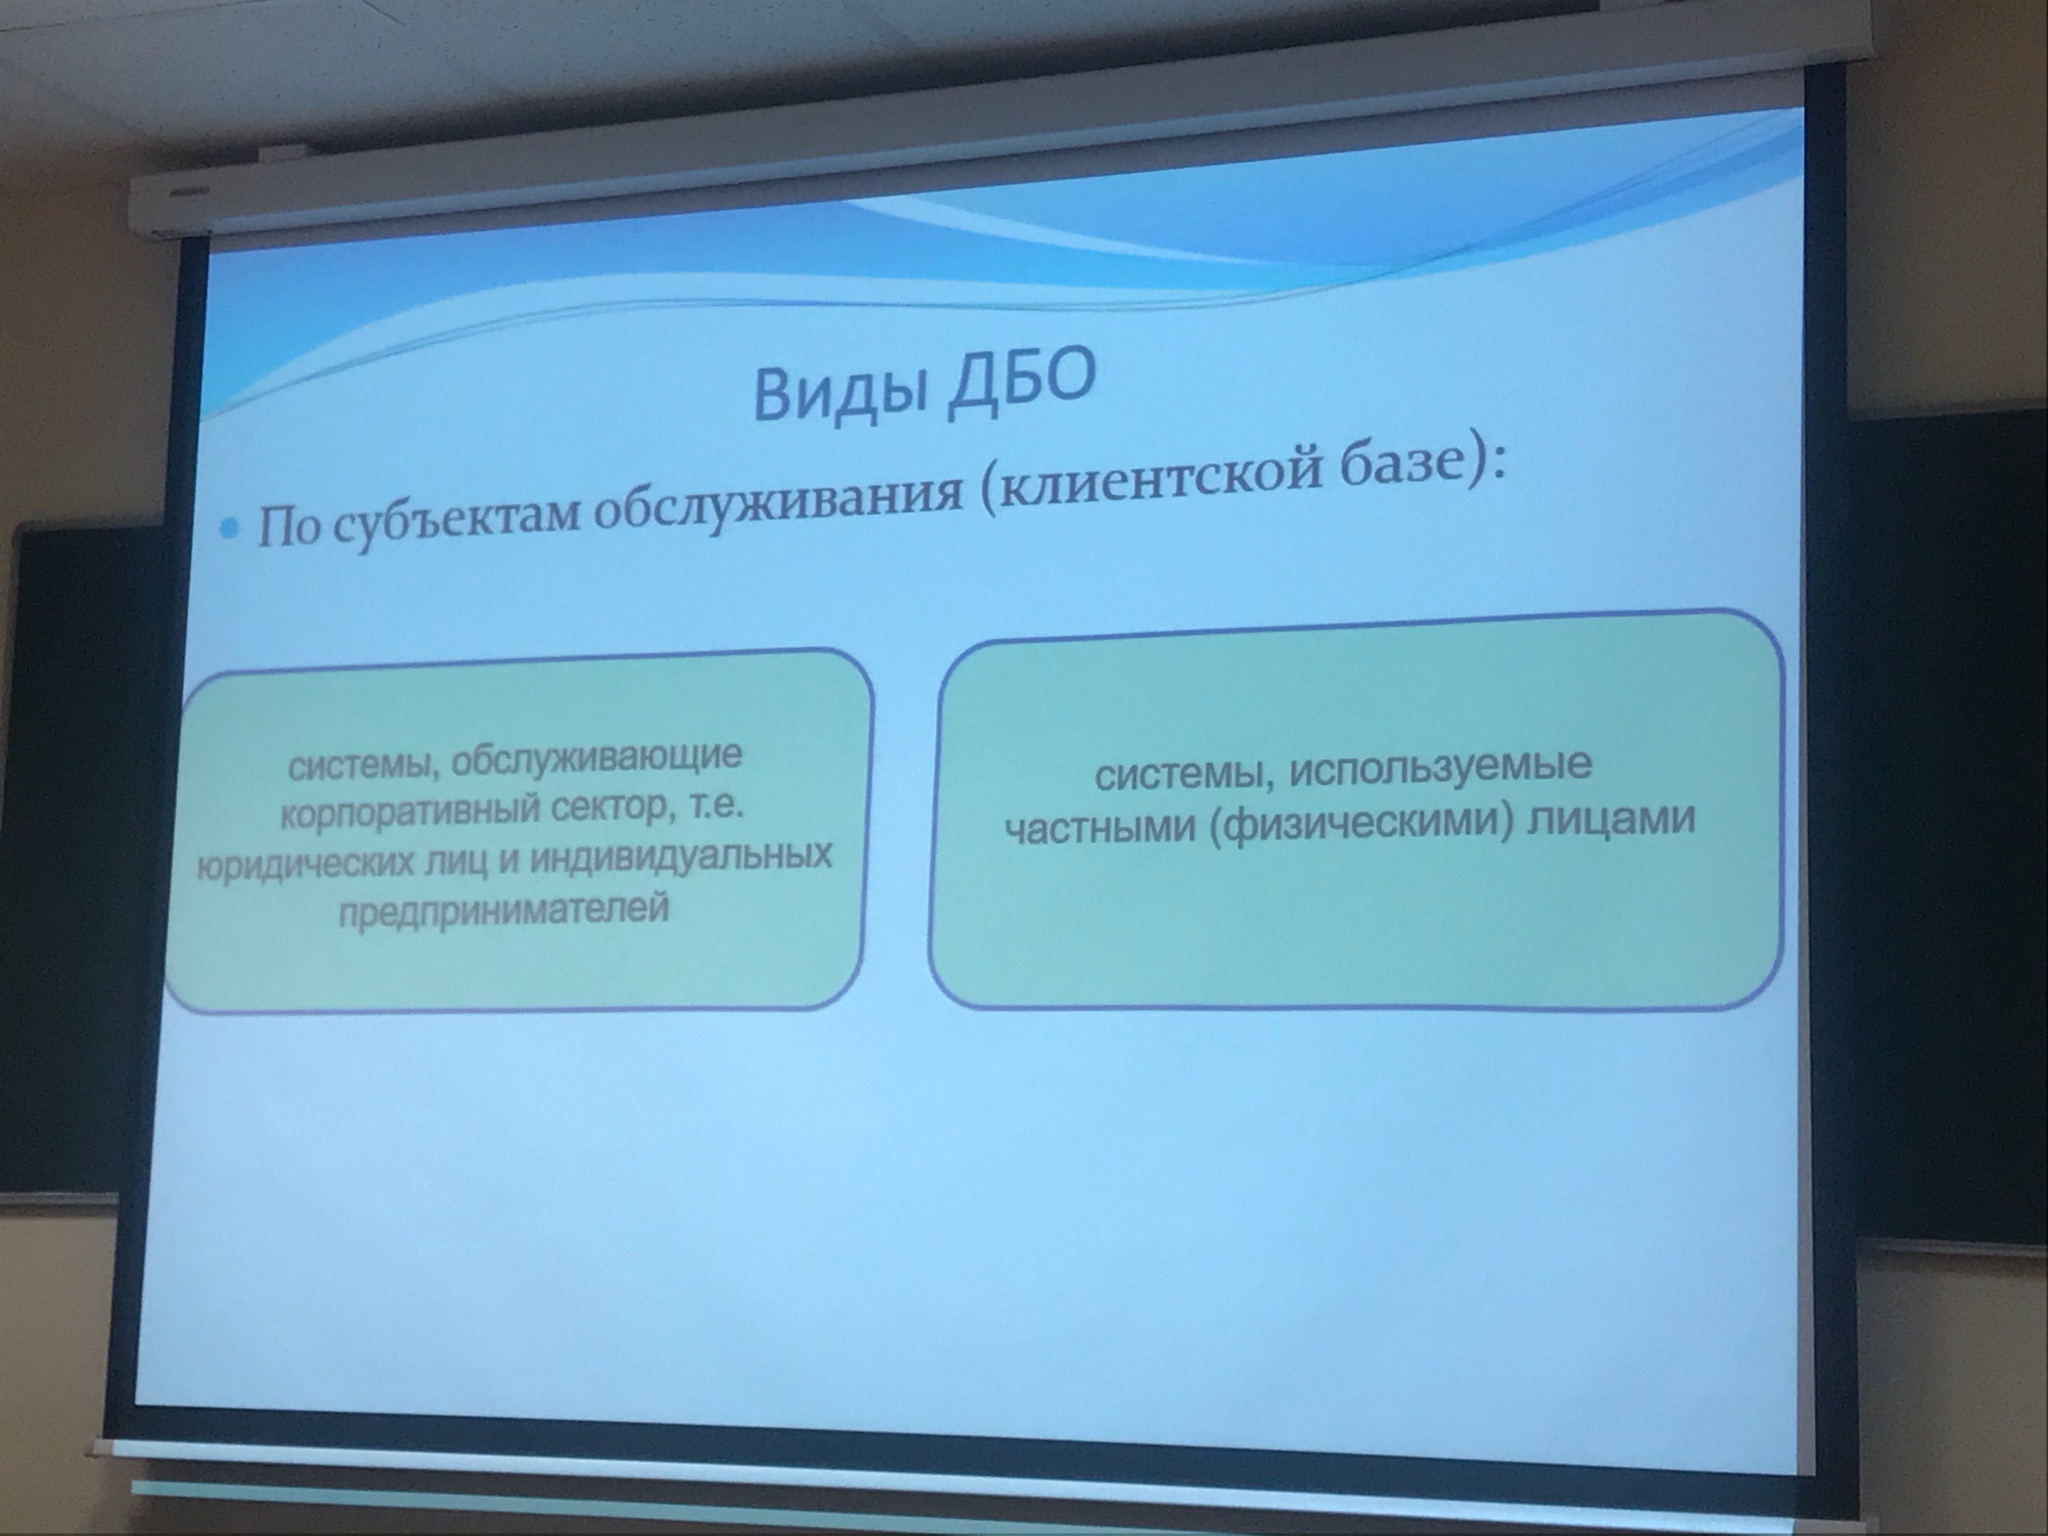 Виды ДБО
• По субъектам обслуживания (клиентской базе):
системы, обслуживающие
корпоративный сектор, т.е.
юридических лиц и индивидуальных
предпринимателей
системы, используемые
частными (физическими) лицами